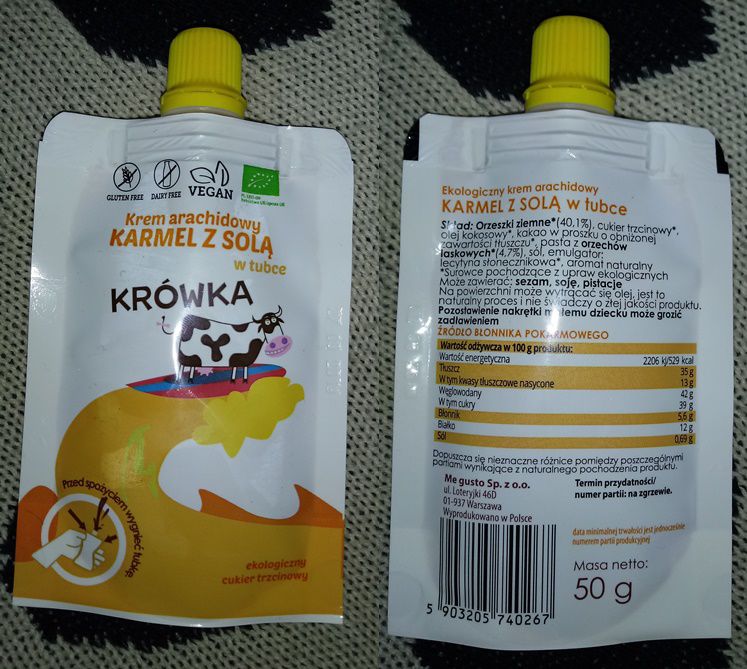 GLUTEN FREE
DAIRY FREE
VEGAN
Krem arachidowy
KARMEL Z SOLĄ
w tubce
KRÓWKA
Przed spożyciem wygnieć tubkę.
ekologiczny
cukier trzcinowy
Ekologiczny krem arachidowy
KARMEL Z SOLĄ w tubce
Skład: Orzeszki ziemne*(40,1%), cukier trzcinowy*,
olej kokosowy*, kakao w proszku o obniżonej
zawartości tłuszczu*, pasta z orzechów
laskowych*(4,7%), sól, emulgator:
lecytyna słonecznikowa*, aromat naturalny
*Surowce pochodzące z upraw ekologicznych
Może zawierać: sezam, soję, pistacje
Na powierzchni może wytrącać się olej, jest to
naturalny proces i nie świadczy o złej jakości produktu.
Pozostawienie nakrętki małemu dziecku może grozić
zadławieniem
ŹRÓDŁO BŁONNIKA POKARMOWEGO
Wartość odżywcza w 100 g produktu:
Wartość energetyczna 2206 kj/529 kcal
Tłuszcz 35 g
W tym kwasy tłuszczowe nasycone 13 g
Węglowodany 42 g
W tym cukry 39 g
Błonnik 5,6 g
Białko 12 g
Sól 0,69 g
Dopuszcza się nieznaczne różnice pomiędzy poszczególnymi
partiami wynikające z naturalnego pochodzenia produktu.
Me gusto Sp. z o.o.
ul. Loteryjki 46D
01-937 Warszawa
Wyprodukowano w Polsce
Termin przydatności/
numer partii: na zgrzewie.
data minimalnej trwałości jest jednocześnie
numerem partii produkcyjnej
Masa netto:
50 g
5 903205 740267